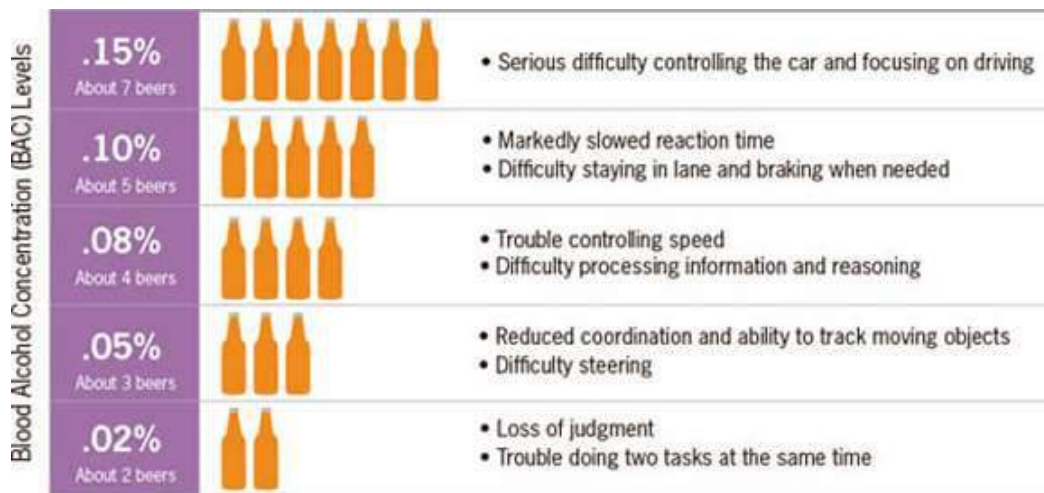 Blood Alcohol Concentration (BAC) Levels
.15%
About 7 beers
• Serious difficulty controlling the car and focusing on driving
.10%
About 5 beers
• Markedly slowed reaction time
• Difficulty staying in lane and braking when needed
.08%
About 4 beers
• Trouble controlling speed
• Difficulty processing information and reasoning
.05%
About 3 beers
• Reduced coordination and ability to track moving objects
• Difficulty steering
.02%
About 2 beers
• Loss of judgment
• Trouble doing two tasks at the same time